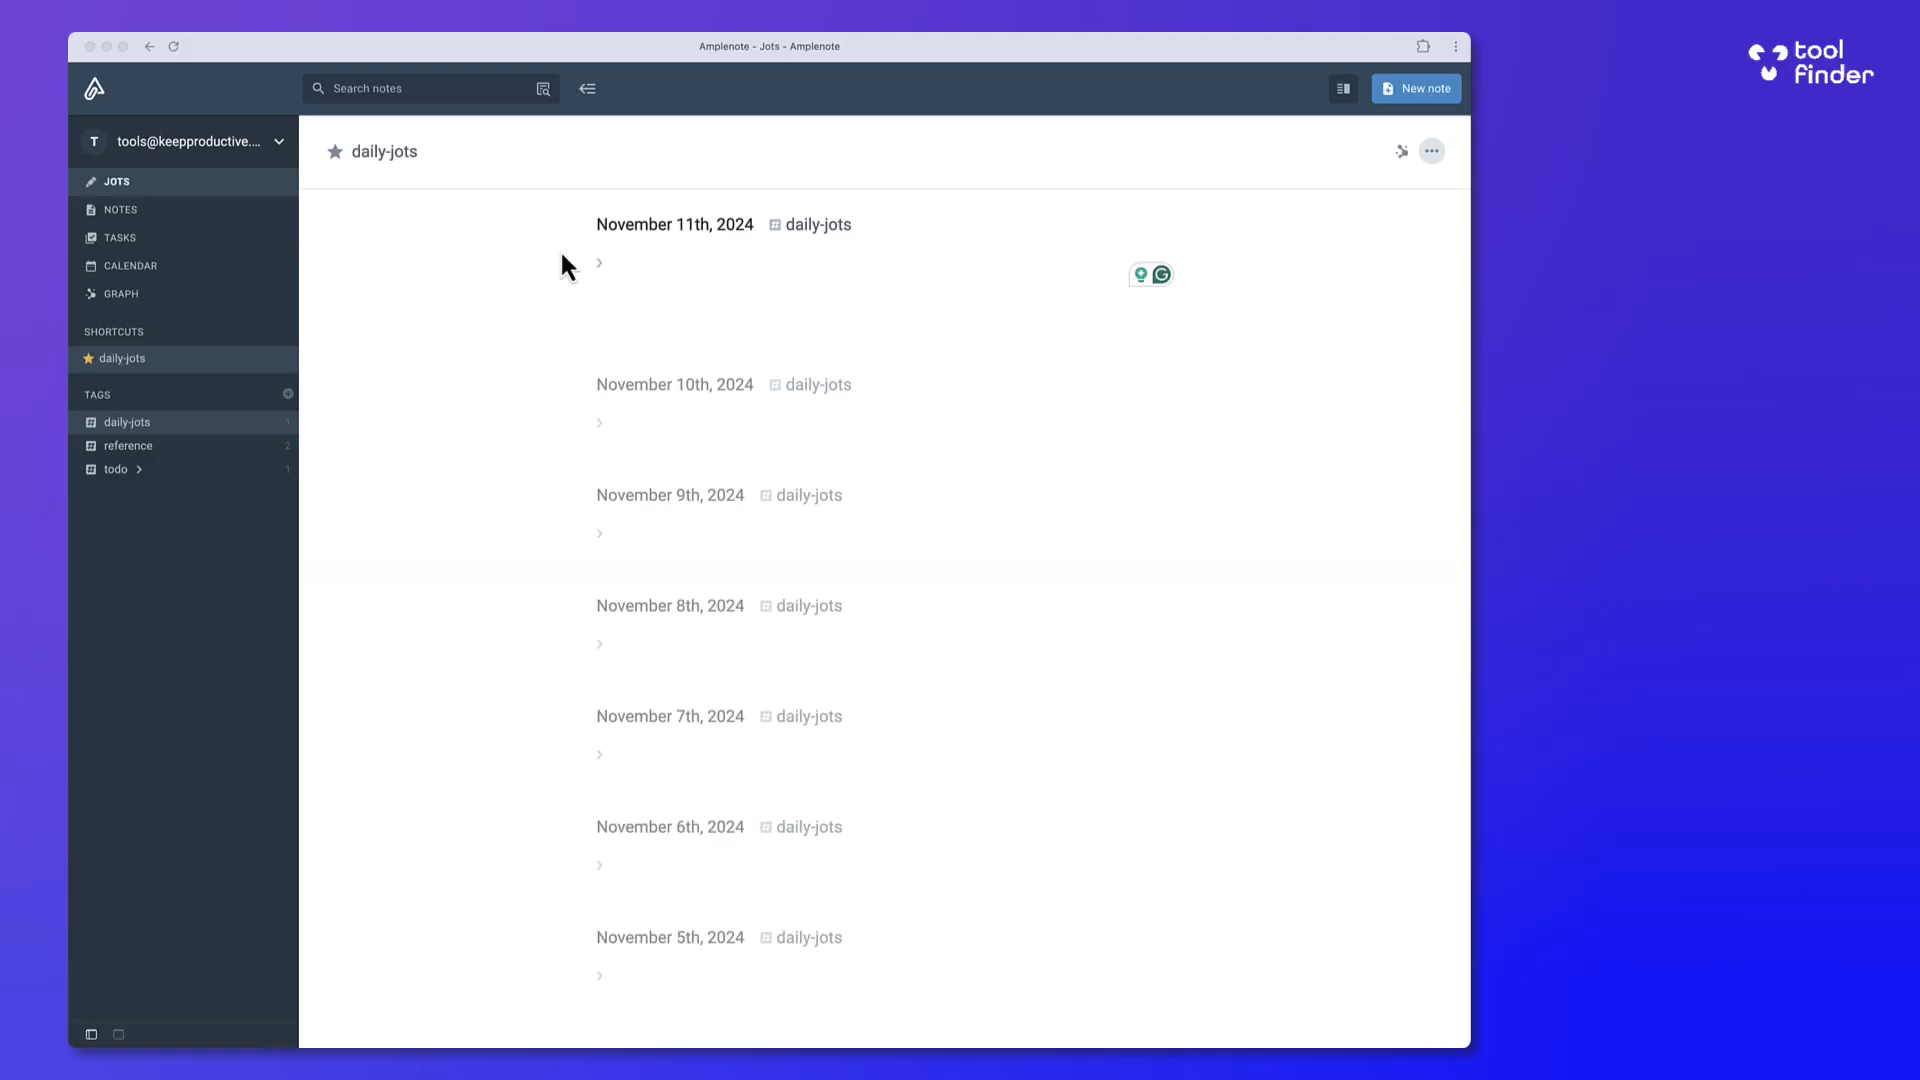 Amplenote - Jots - Amplenote
tool
finder
Search notes
New note
T tools@keepproductive....
daily-jots
JOTS
NOTES
TASKS
CALENDAR
GRAPH
SHORTCUTS
daily-jots
TAGS
daily-jots 1
reference 2
todo 1
November 11th, 2024 daily-jots
November 10th, 2024 daily-jots
November 9th, 2024 daily-jots
November 8th, 2024 daily-jots
November 7th, 2024 daily-jots
November 6th, 2024 daily-jots
November 5th, 2024 daily-jots